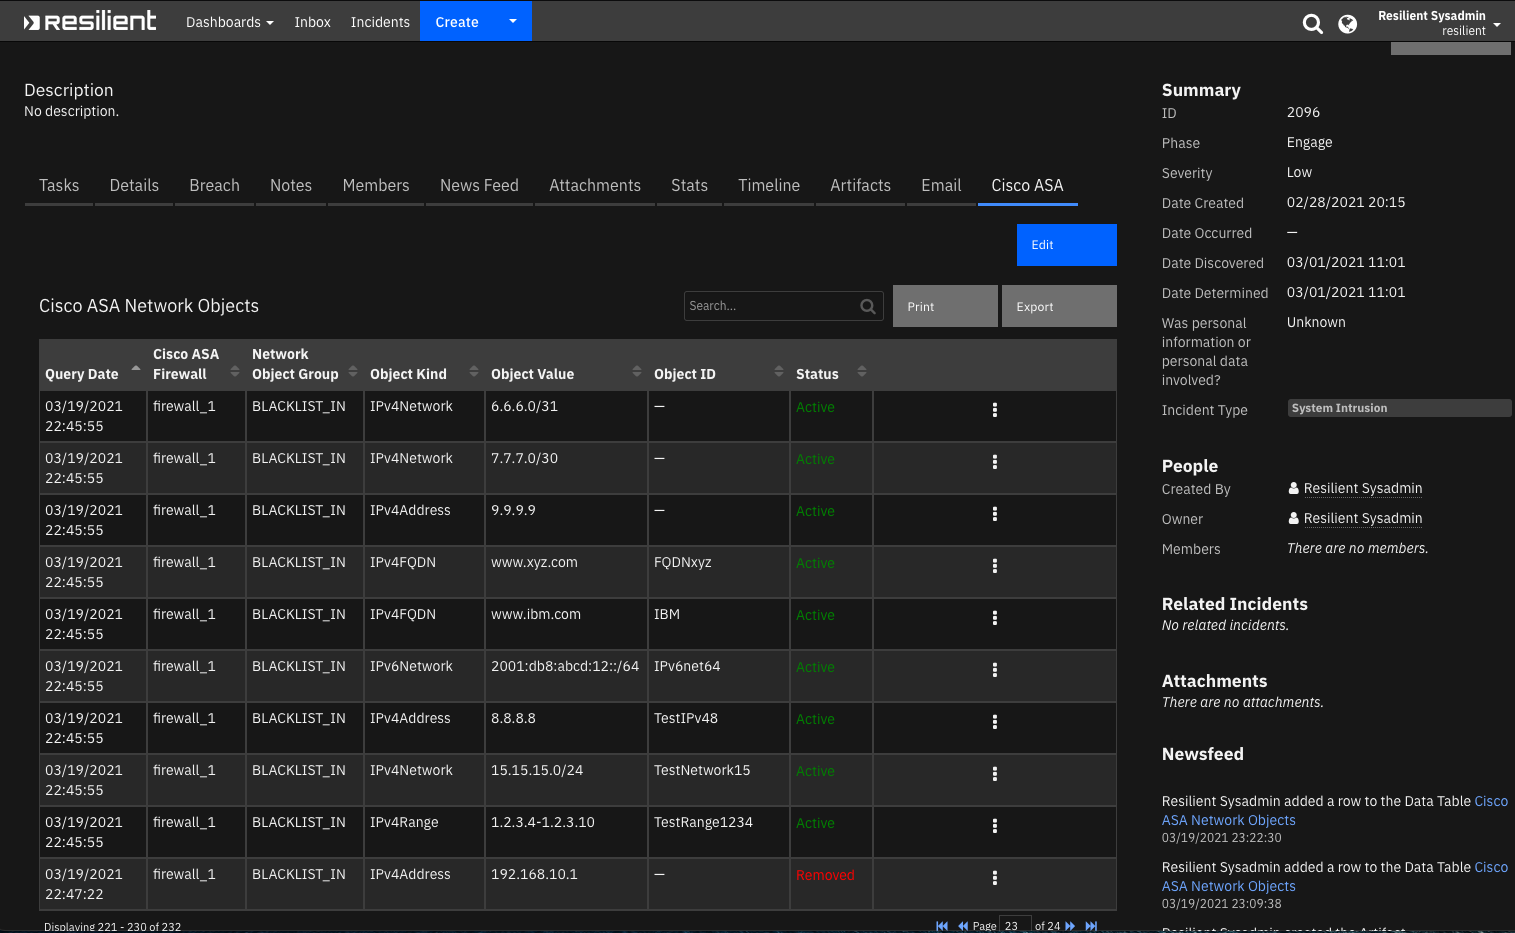 Resilient
Dashboards Inbox Incidents Create
Resilient Sysadmin
resilient
Description
No description.
Tasks Details Breach Notes Members News Feed Attachments Stats Timeline Artifacts Email Cisco ASA
Edit
Cisco ASA Network Objects
Search... Print Export
Query Date Cisco ASA Firewall Network Object Group Object Kind Object Value Object ID Status
03/19/2021 22:45:55 firewall_1 BLACKLIST_IN IPv4Network 6.6.6.0/31 — Active
03/19/2021 22:45:55 firewall_1 BLACKLIST_IN IPv4Network 7.7.7.0/30 — Active
03/19/2021 22:45:55 firewall_1 BLACKLIST_IN IPv4Address 9.9.9.9 — Active
03/19/2021 22:45:55 firewall_1 BLACKLIST_IN IPv4FQDN www.xyz.com FQDNxyz Active
03/19/2021 22:45:55 firewall_1 BLACKLIST_IN IPv4FQDN www.ibm.com IBM Active
03/19/2021 22:45:55 firewall_1 BLACKLIST_IN IPv6Network 2001:db8:abcd:12::/64 IPv6net64 Active
03/19/2021 22:45:55 firewall_1 BLACKLIST_IN IPv4Address 8.8.8.8 TestIPv48 Active
03/19/2021 22:45:55 firewall_1 BLACKLIST_IN IPv4Network 15.15.15.0/24 TestNetwork15 Active
03/19/2021 22:45:55 firewall_1 BLACKLIST_IN IPv4Range 1.2.3.4-1.2.3.10 TestRange1234 Active
03/19/2021 22:47:22 firewall_1 BLACKLIST_IN IPv4Address 192.168.10.1 — Removed
Displaying 221 - 230 of 232
Page 23 of 24
Summary
ID 2096
Phase Engage
Severity Low
Date Created 02/28/2021 20:15
Date Occurred —
Date Discovered 03/01/2021 11:01
Date Determined 03/01/2021 11:01
Was personal information or personal data involved? Unknown
Incident Type System Intrusion
People
Created By Resilient Sysadmin
Owner Resilient Sysadmin
Members There are no members.
Related Incidents
No related incidents.
Attachments
There are no attachments.
Newsfeed
Resilient Sysadmin added a row to the Data Table Cisco
ASA Network Objects
03/19/2021 23:22:30
Resilient Sysadmin added a row to the Data Table Cisco
ASA Network Objects
03/19/2021 23:09:38
Resilient Sysadmin created the Artifact